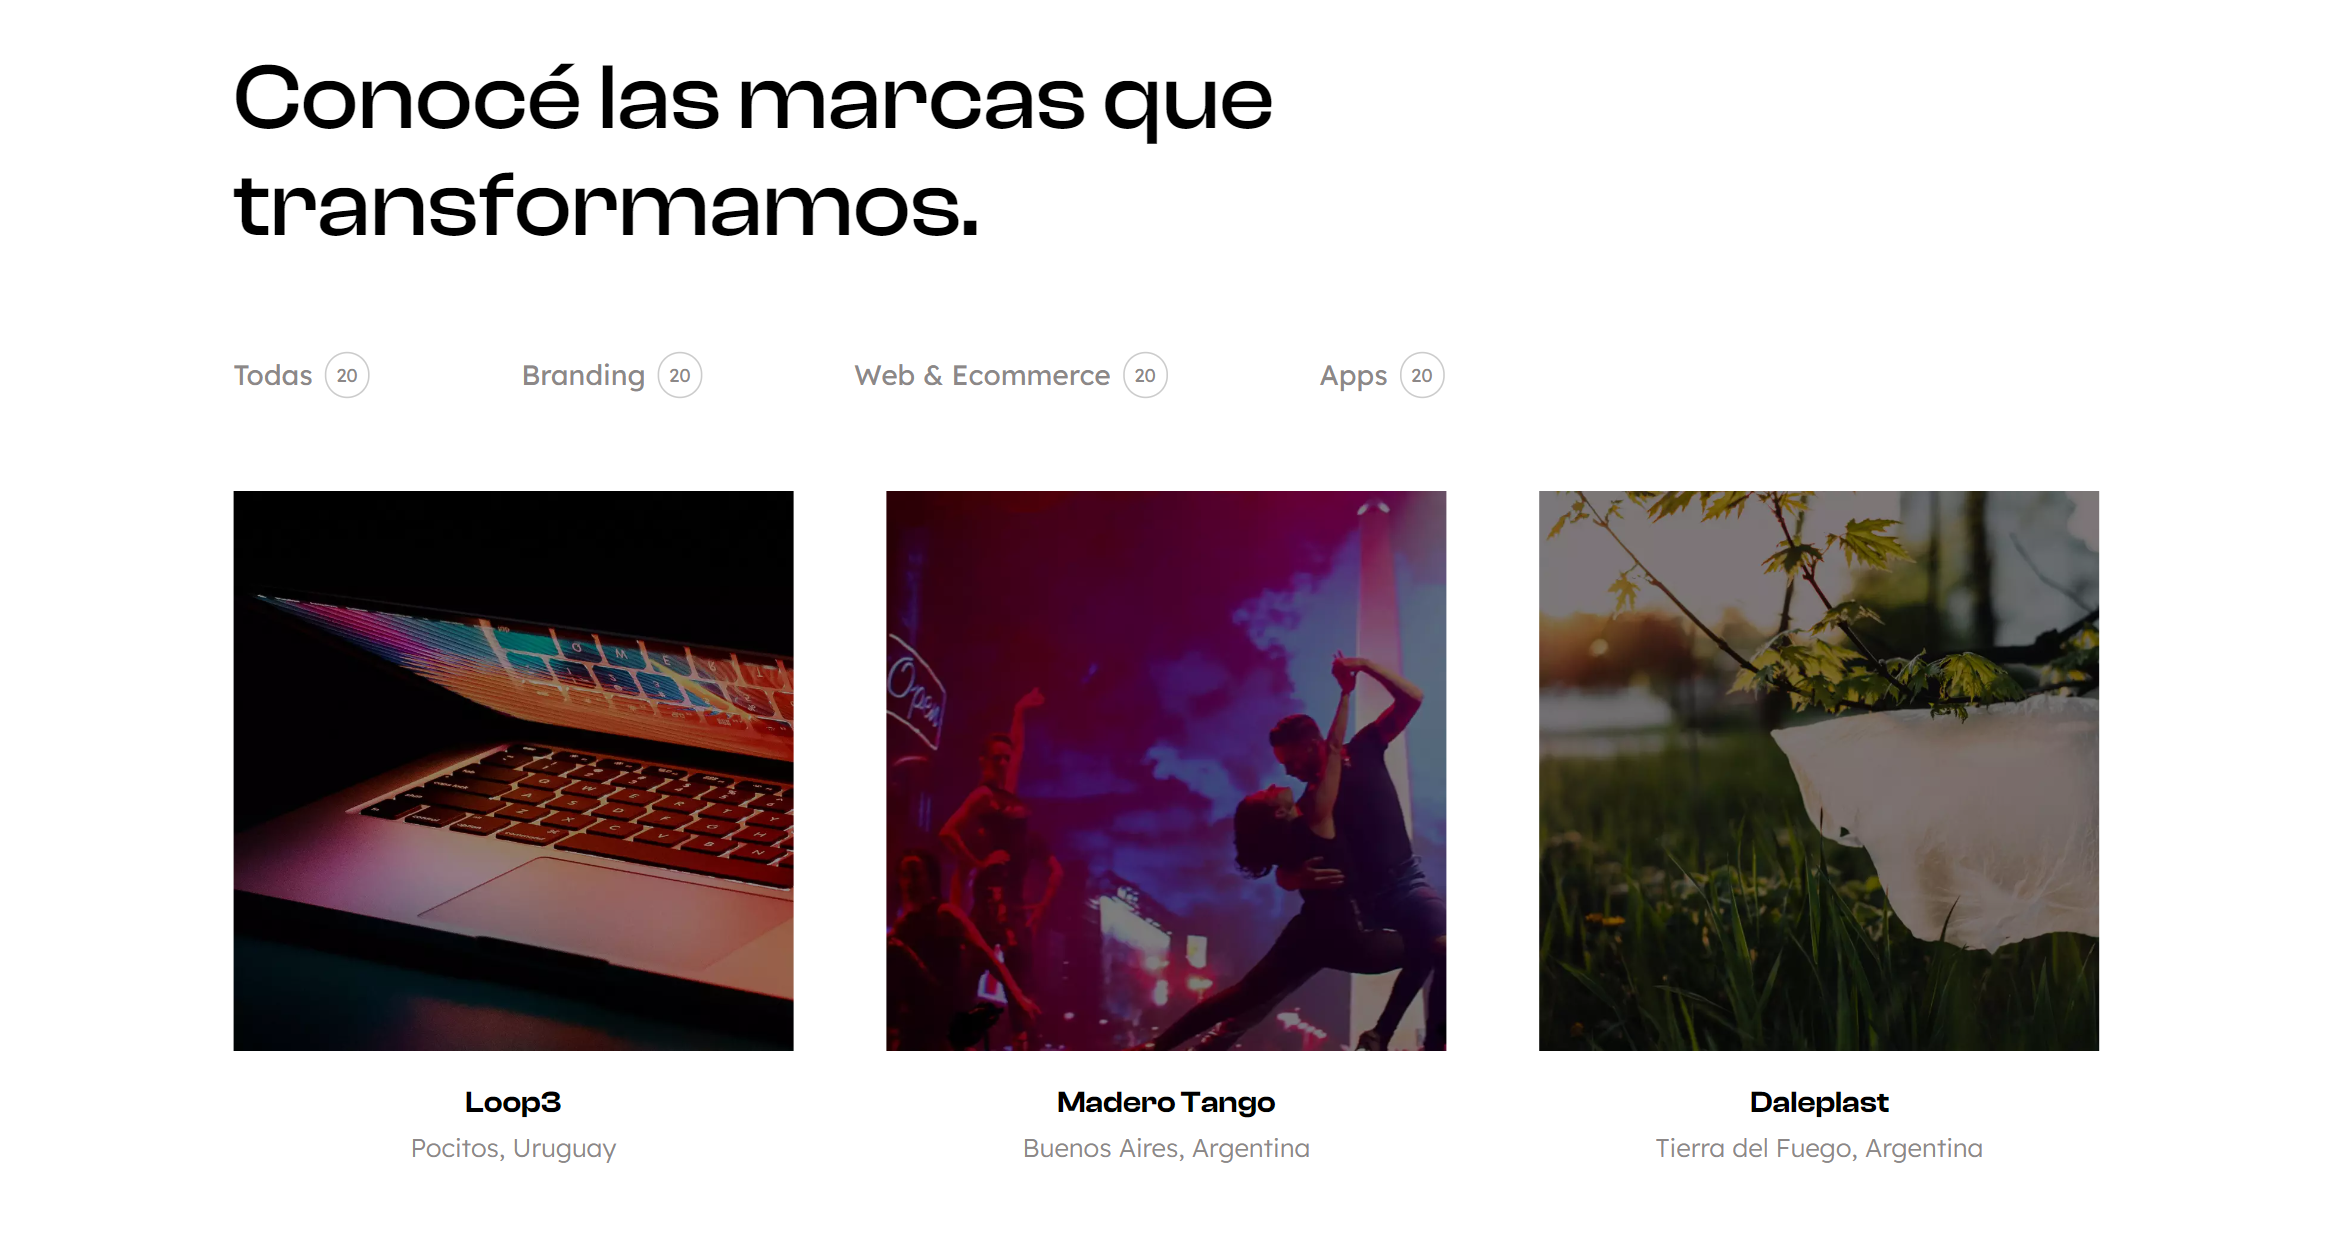 Conocé las marcas que
transformamos.
Todas 20 Branding 20 Web & Ecommerce 20 Apps 20
Open
Loop3 Madero Tango Daleplast
Pocitos, Uruguay Buenos Aires, Argentina Tierra del Fuego, Argentina